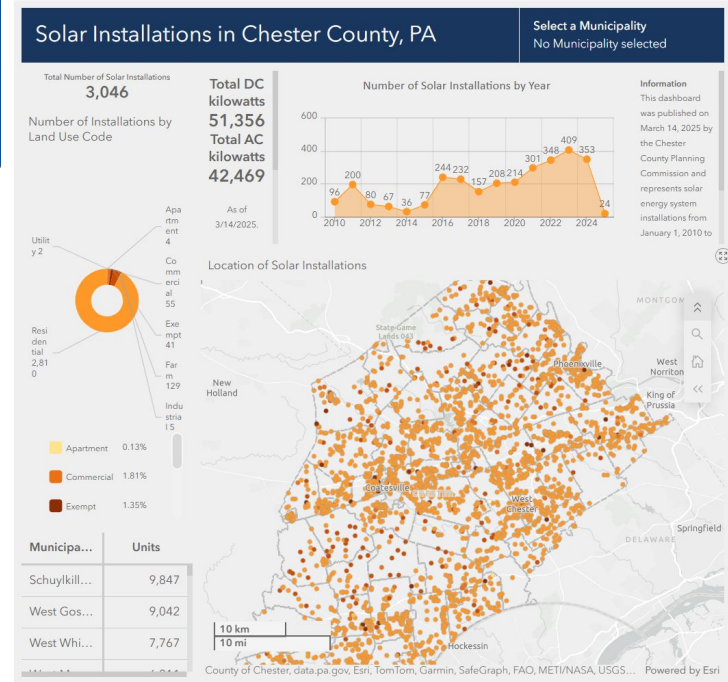 Solar Installations in Chester County, PA
Select a Municipality
No Municipality selected
Total Number of Solar Installations
3,046
Number of Installations by
Land Use Code
Apa
rtm
ent
4
Co
mm
erci
al
55
Exe
mpt
41
Far
m
129
Indu
stria
l 5
Utilit
y 2
Resi
den
tial
2,81
0
Apartment 0.13%
Commercial 1.81%
Exempt 1.35%
Municipa... Units
Schuylkill... 9,847
West Gos... 9,042
West Whi... 7,767
Total DC
kilowatts
51,356
Total AC
kilowatts
42,469
As of
3/14/2025.
Number of Solar Installations by Year
600
400
200
0
96
200
80
67
36
77
244
232
157
208
214
301
348
409
353
24
2010 2012 2014 2016 2018 2020 2022 2024
Information
This dashboard
was published on
March 14, 2025 by
the Chester
County Planning
Commission and
represents solar
energy system
installations from
January 1, 2010 to
Location of Solar Installations
MONTGOM
State Game
Lands 043
Phoenixville
West
Norriton
King of
Prussia
New
Holland
Coatesville
West
Chester
Springfield
DELAWARE
10 km
10 mi
Hockessin
County of Chester, data.pa.gov, Esri, TomTom, Garmin, SafeGraph, FAO, METI/NASA, USGS... Powered by Esri